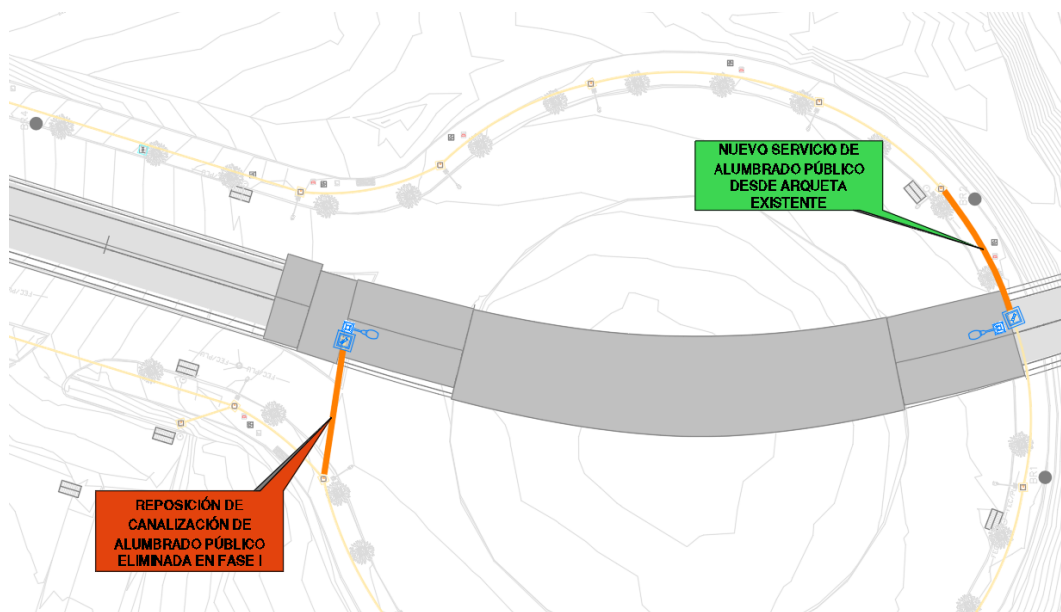 NUEVO SERVICIO DE
ALUMBRADO PÚBLICO
DESDE ARQUETA
EXISTENTE
REPOSICIÓN DE
CANALIZACIÓN DE
ALUMBRADO PÚBLICO
ELIMINADA EN FASE I